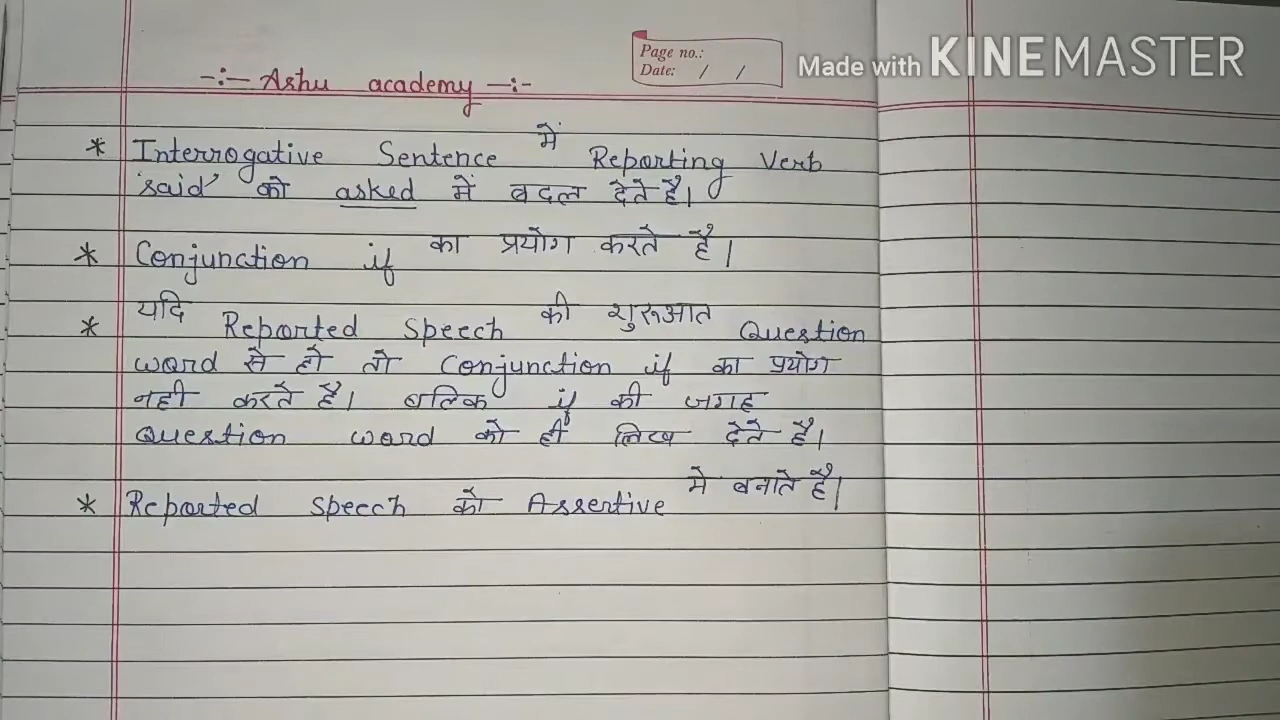 -:- Ashu academy -:-
Page no.:
Date: / /
Made with KINEMASTER
* Interrogative Sentence में Reporting Verb
'said' को asked में बदल देते है।
* Conjunction if का प्रयोग करते है।
* यदि Reported Speech की शुरूआत Question
word से हो तो Conjunction if का प्रयोग
नही करते है। बल्कि if की जगह
Question word को ही लिख देते है।
* Reported speech को Assertive मे बनाते है।